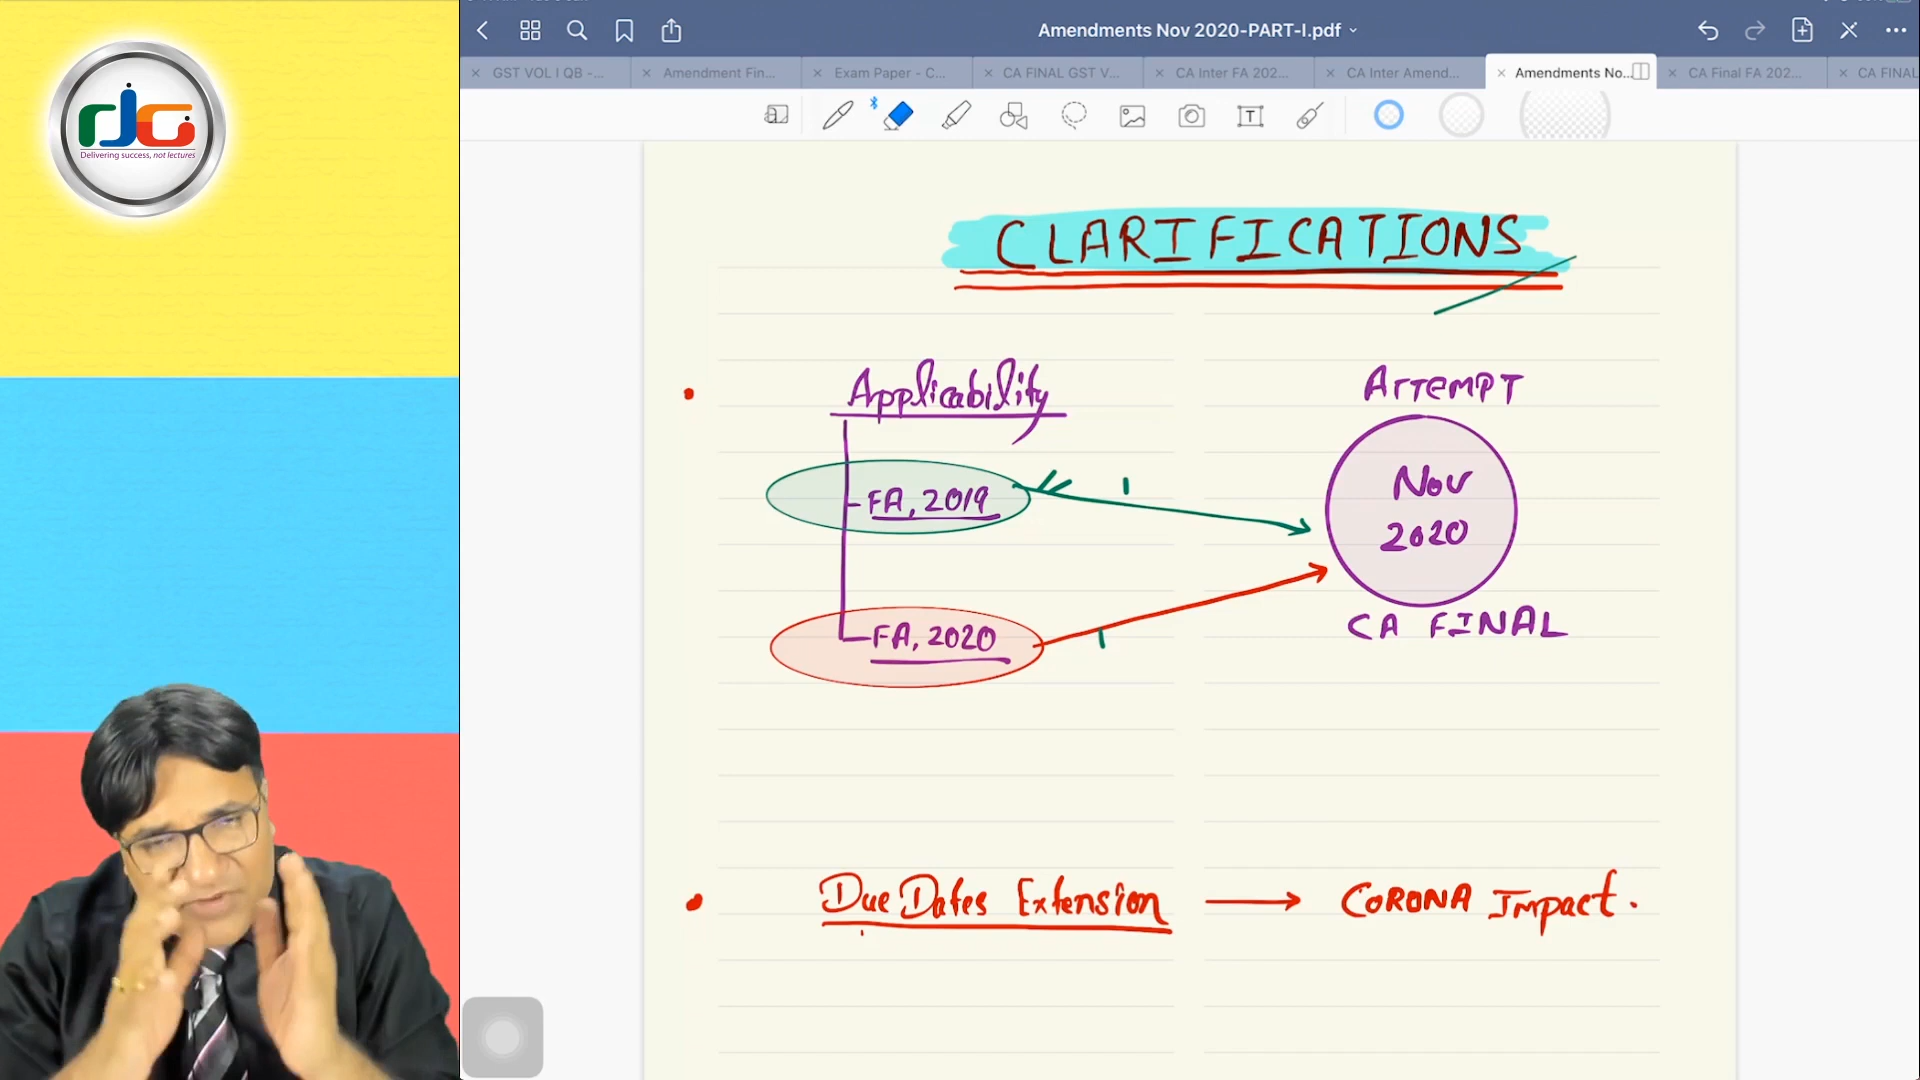 Delivering success, not lectures
Amendments Nov 2020-PART-I.pdf
GST VOL I QB -...
Amendment Fin...
Exam Paper - C...
CA FINAL GST V...
CA Inter FA 202...
CA Inter Amend...
Amendments No...
CA Final FA 202...
CA FINAL
T
CLARIFICATIONS
Applicability
ATTEMPT
FA, 2019
Nov
2020
FA, 2020
CA FINAL
Due Dates Extension → CORONA Impact.